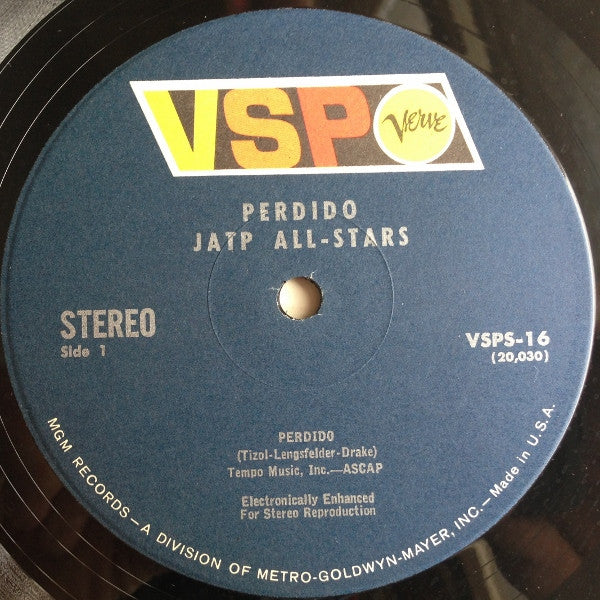 VSP
Verve
PERDIDO
JATP ALL-STARS
STEREO
Side 1
VSPS-16
(20,030)
PERDIDO
(Tizol-Lengsfelder-Drake)
Tempo Music, Inc.—ASCAP
Electronically Enhanced
For Stereo Reproduction
MGM RECORDS—A DIVISION OF METRO-GOLDWYN-MAYER, INC.—Made in U.S.A.